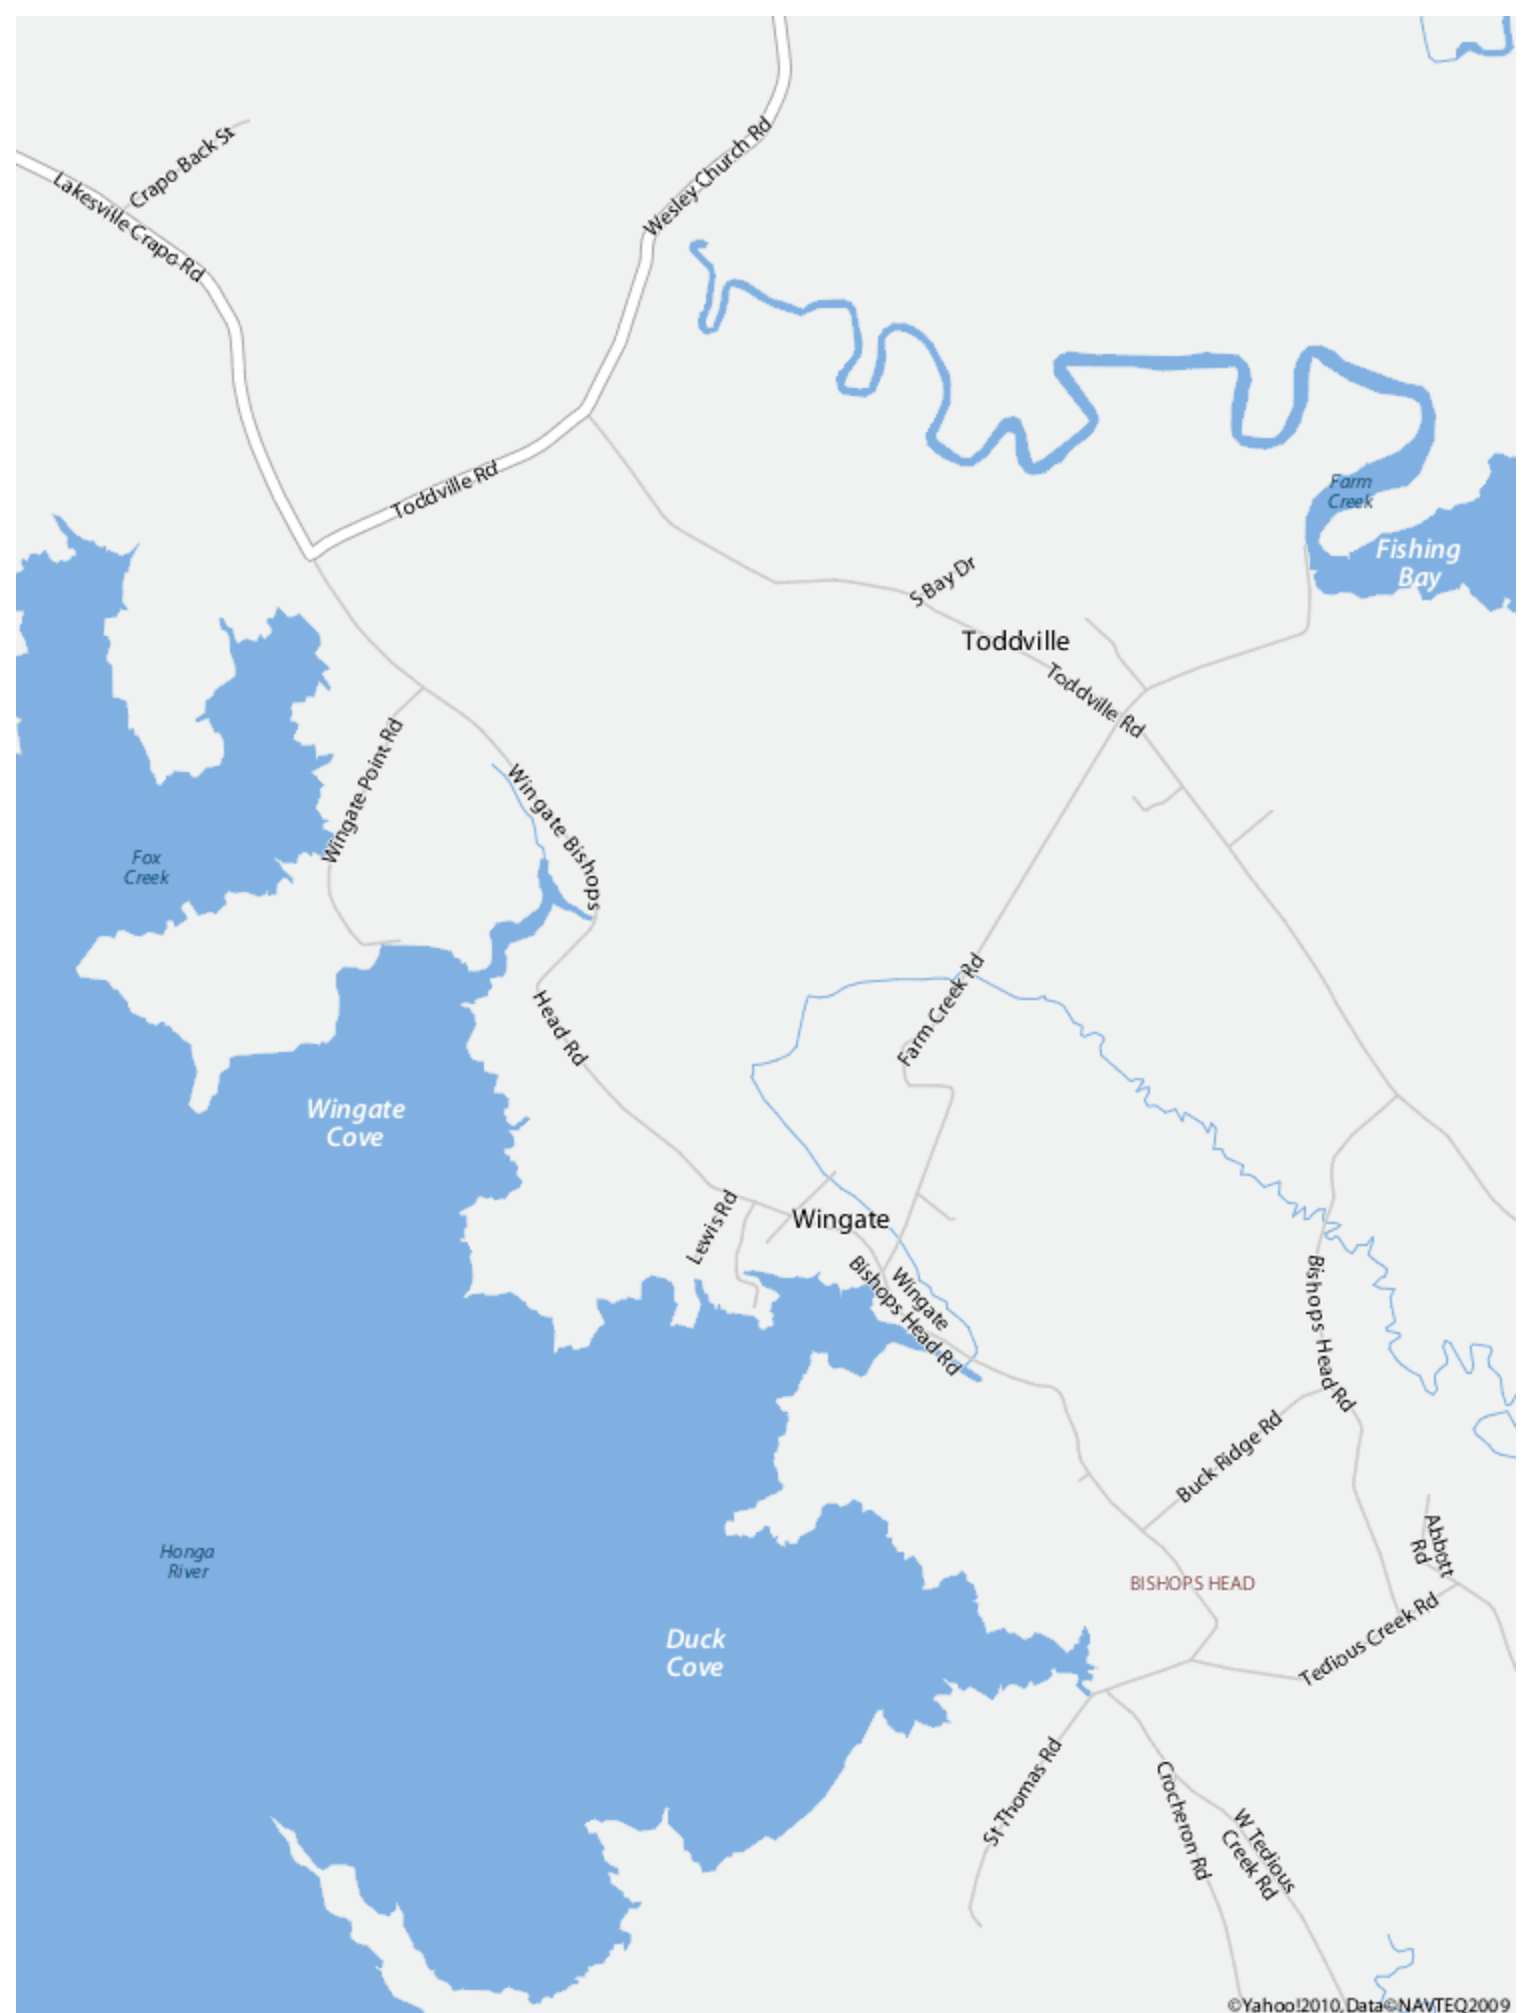 Crapo Back St
Wesley Church Rd
Lakesville Crapo Rd
Toddville Rd
Farm
Creek
Fishing
Bay
S Bay Dr
Toddville
Toddville Rd
Wingate Point Rd
Wingate Bishops
Fox
Creek
Farm Creek Rd
Head Rd
Wingate
Cove
Lewis Rd
Wingate
Wingate
Bishops Head Rd
Bishops Head Rd
Buck Ridge Rd
Abbott
Rd
Honga
River
BISHOPS HEAD
Duck
Cove
Tedious Creek Rd
St Thomas Rd
Crocheron Rd
W Tedious
Creek Rd
©Yahoo!2010, Data©NAVTEQ2009